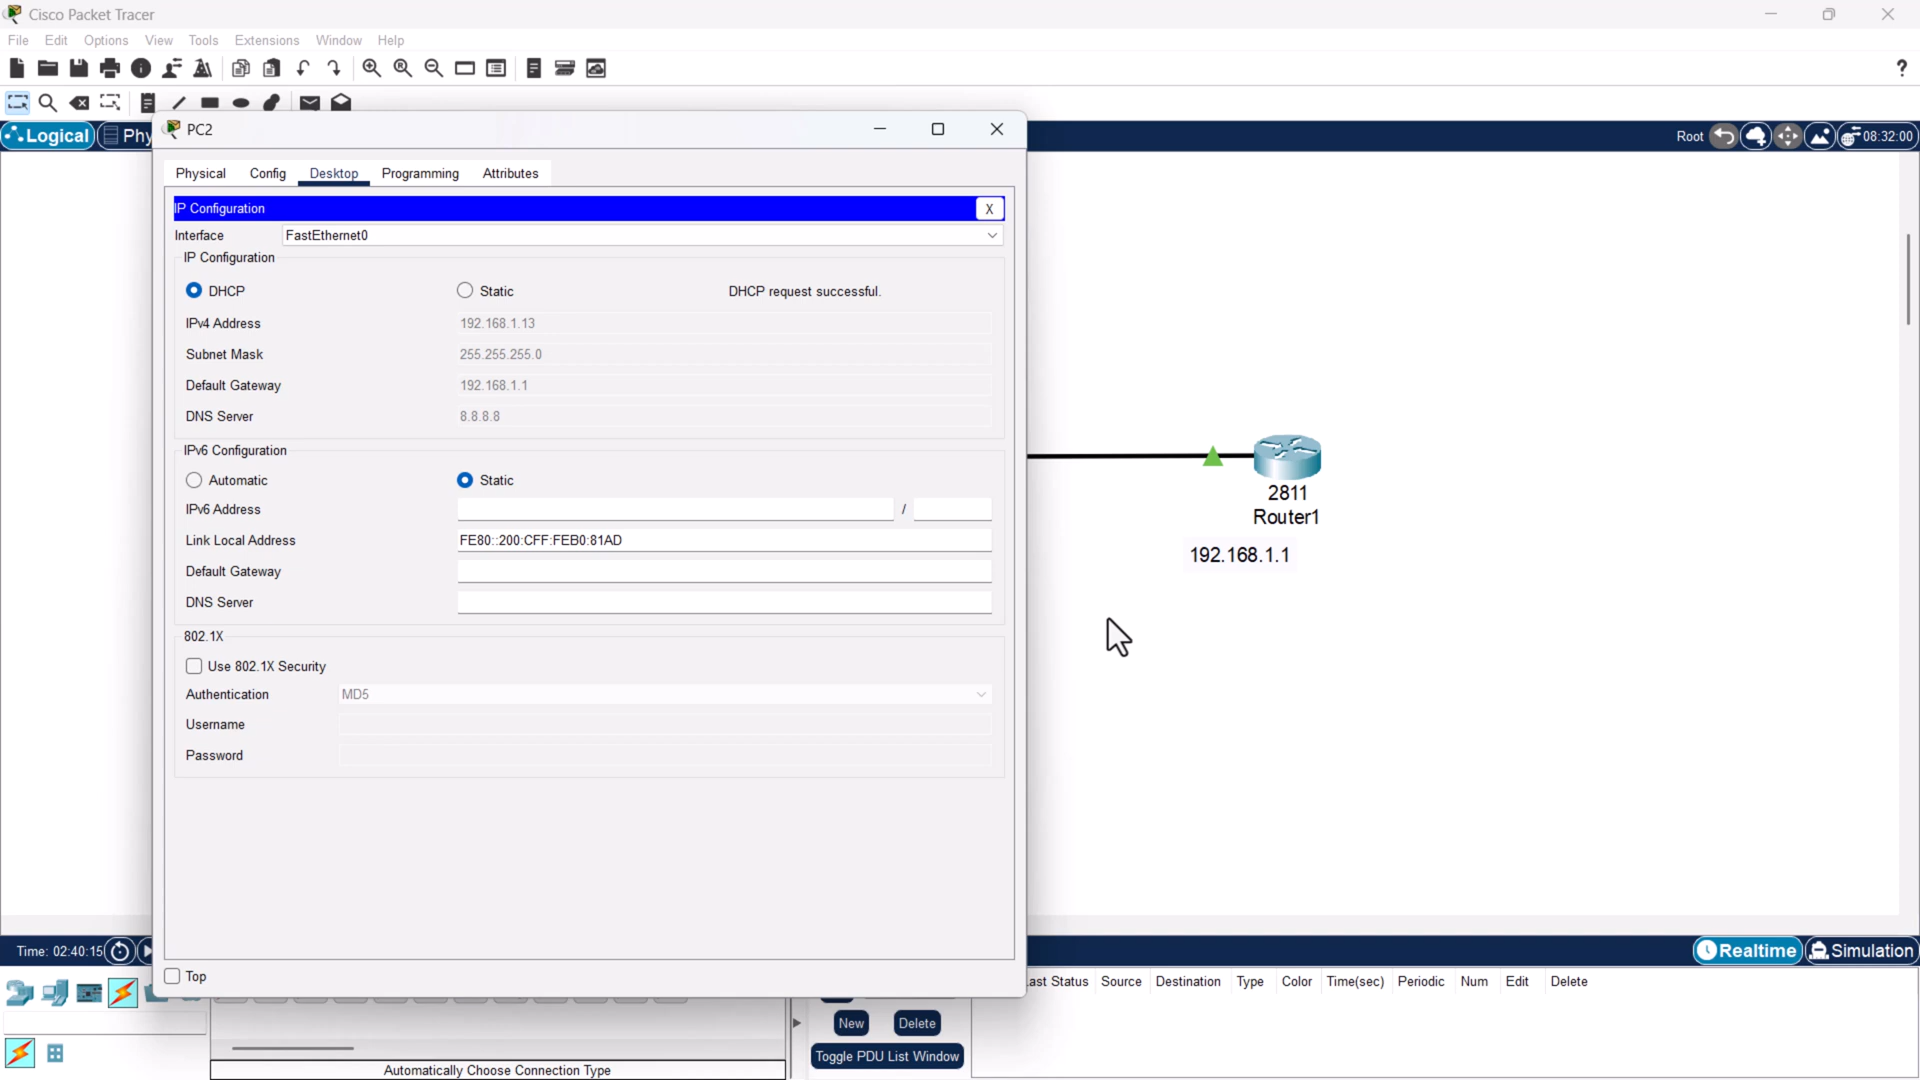 Cisco Packet Tracer
File Edit Options View Tools Extensions Window Help
?
Logical Phy Root 08:32:00
PC2
Physical Config Desktop Programming Attributes
IP Configuration X
Interface FastEthernet0
IP Configuration
DHCP Static DHCP request successful.
IPv4 Address 192.168.1.13
Subnet Mask 255.255.255.0
Default Gateway 192.168.1.1
DNS Server 8.8.8.8
IPv6 Configuration
Automatic Static
IPv6 Address /
Link Local Address FE80::200:CFF:FEB0:81AD
Default Gateway
DNS Server
802.1X
Use 802.1X Security
Authentication MD5
Username
Password
Top
2811
Router1
192.168.1.1
Time: 02:40:15 Realtime Simulation
ast Status Source Destination Type Color Time(sec) Periodic Num Edit Delete
New Delete
Toggle PDU List Window
Automatically Choose Connection Type